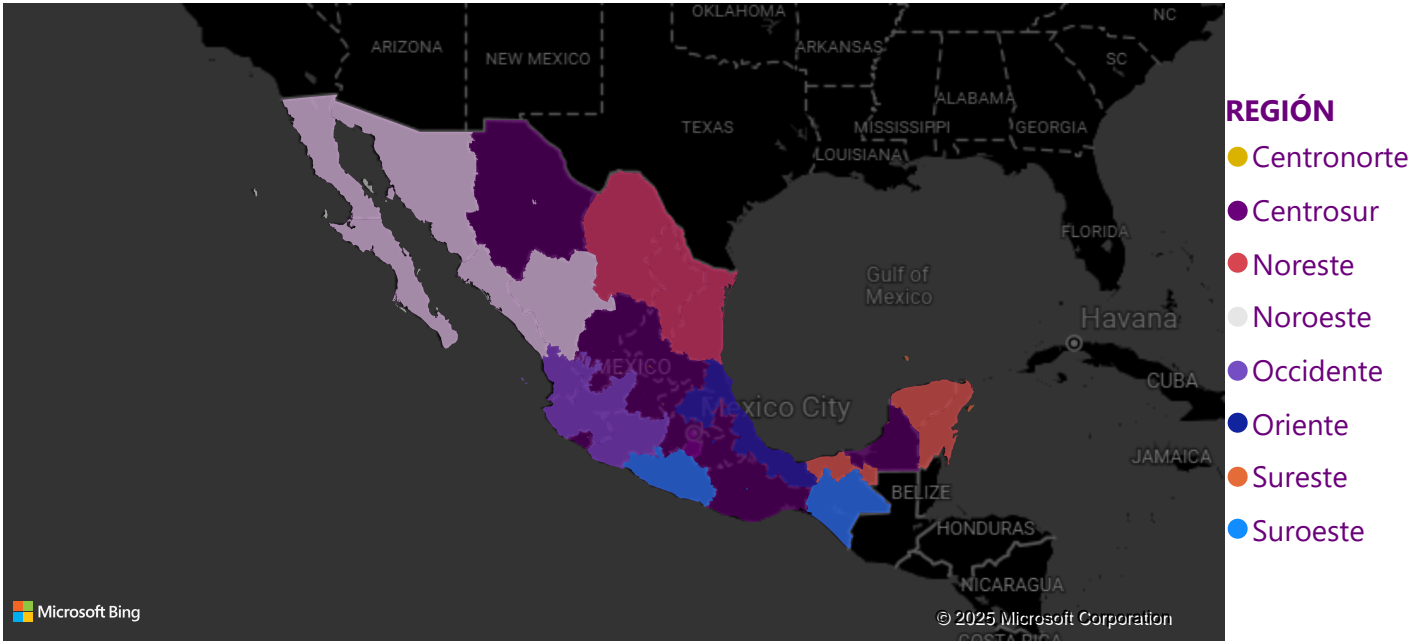 OKLAHOMA
NC
ARIZONA
NEW MEXICO
ARKANSAS
SC
ALABAMA
TEXAS
MISSISSIPPI
GEORGIA
LOUISIANA
FLORIDA
Gulf of
Mexico
Havana
MEXICO
CUBA
Mexico City
JAMAICA
BELIZE
HONDURAS
NICARAGUA
COSTA RICA
Microsoft Bing
© 2025 Microsoft Corporation
REGIÓN
Centronorte
Centrosur
Noreste
Noroeste
Occidente
Oriente
Sureste
Suroeste